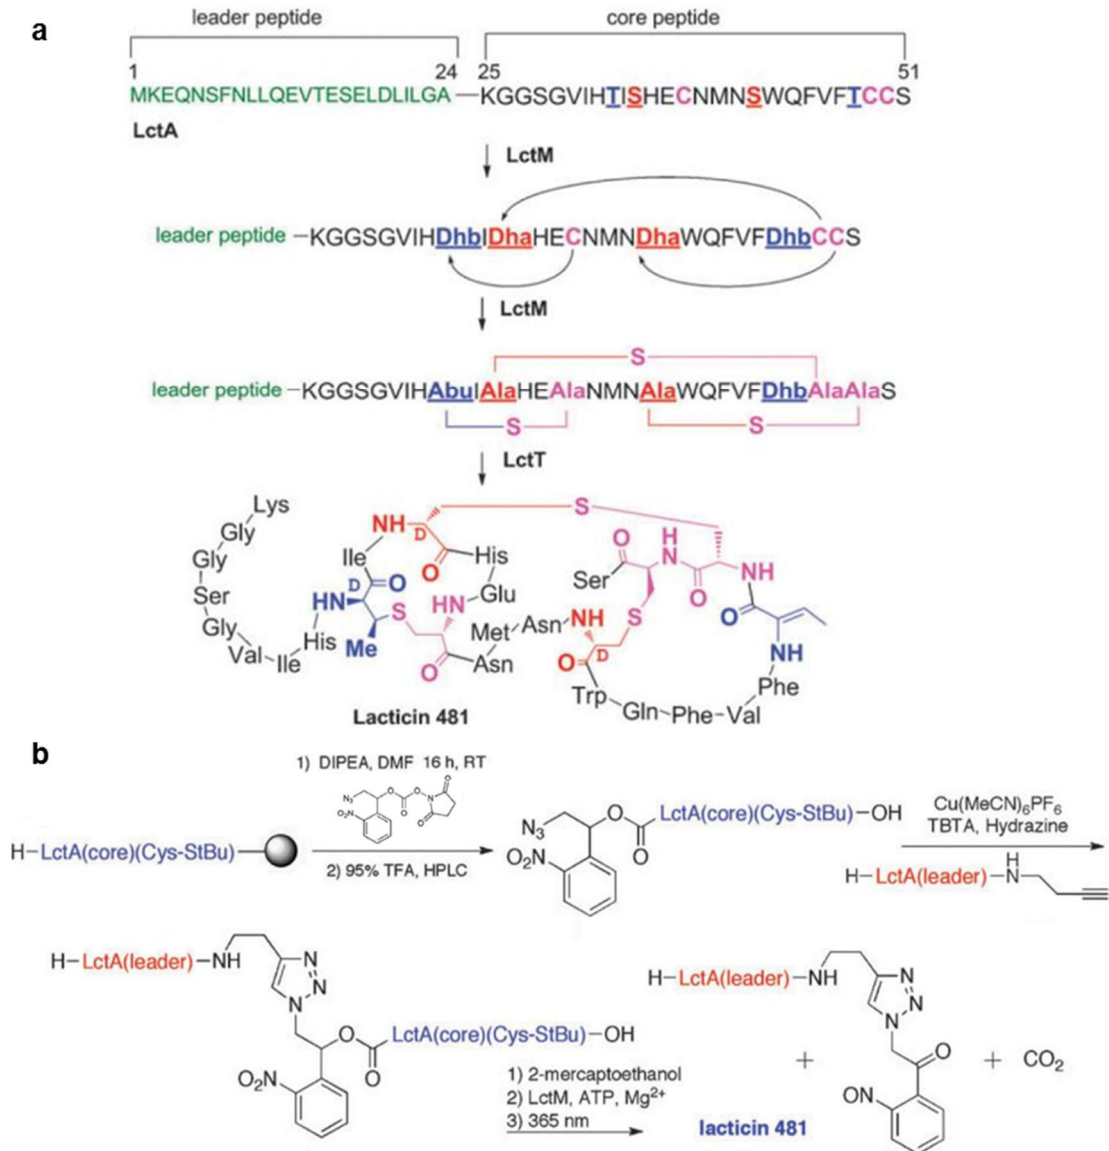 a
leader peptide
core peptide
1
24
25
51
MKEQNSFNLLQEVTESELDLILGA—KGGSGVIHTISHECNMNSWQFVFTCCS
LctA
LctM
leader peptide –KGGSGVIHDhbIDhaHECNMNDhaWQFVFDhbCCS
LctM
S
leader peptide –KGGSGVIHAbuIAlaHEAlaNMNAlaWQFVFDhbAlaAlaS
S
S
LctT
Lys
Gly
Gly
Ser
Gly
Val
Ile
His
HN
D
O
Me
Ile
NH
D
O
His
Glu
HN
S
O
Asn
Met
Asn
S
NH
O
D
S
Ser
O
H
N
O
NH
O
NH
Phe
Trp
Gln
Phe
Val
Lacticin 481
b
1) DIPEA, DMF 16 h, RT
N3
O
O
O
N
O
O
NO2
2) 95% TFA, HPLC
H–LctA(core)(Cys-StBu)
N3
O
O
LctA(core)(Cys-StBu)–OH
O2N
Cu(MeCN)6PF6
TBTA, Hydrazine
H–LctA(leader)–N
H
H–LctA(leader)–NH
N
N
N
O
O
LctA(core)(Cys-StBu)–OH
O2N
1) 2-mercaptoethanol
2) LctM, ATP, Mg2+
3) 365 nm
lacticin 481
+
H–LctA(leader)–NH
N
N
N
O
ON
+ CO2